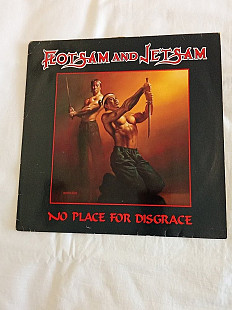 FLOTSAM AND JETSAM
NO PLACE FOR DISGRACE